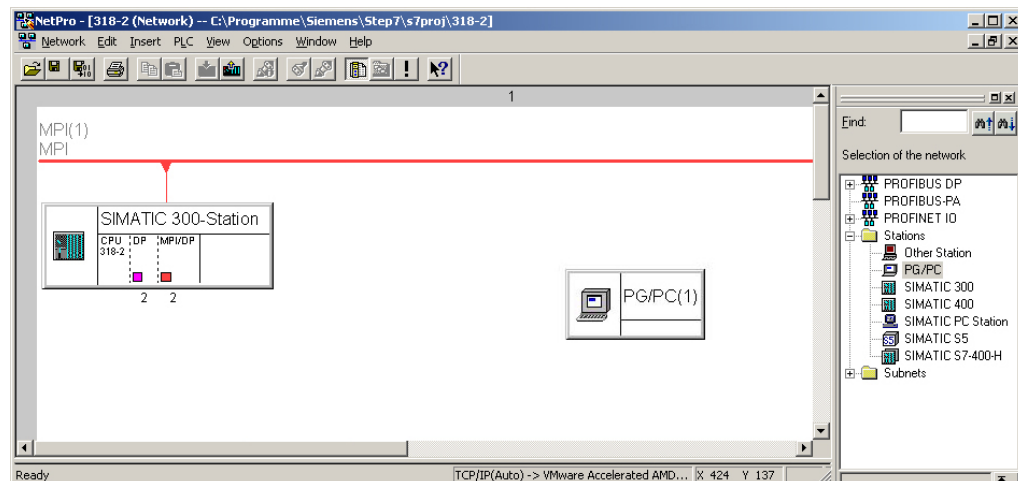 NetPro - [318-2 (Network) -- C:\Programme\Siemens\Step7\s7proj\318-2]
Network Edit Insert PLC View Options Window Help
1
MPI(1)
MPI
SIMATIC 300-Station
CPU 318-2 DP MPI/DP
2 2
PG/PC(1)
Find:
Selection of the network
PROFIBUS DP
PROFIBUS-PA
PROFINET IO
Stations
Other Station
PG/PC
SIMATIC 300
SIMATIC 400
SIMATIC PC Station
SIMATIC S5
SIMATIC S7-400-H
Subnets
Ready
TCP/IP(Auto) -> VMware Accelerated AMD... X 424 Y 137